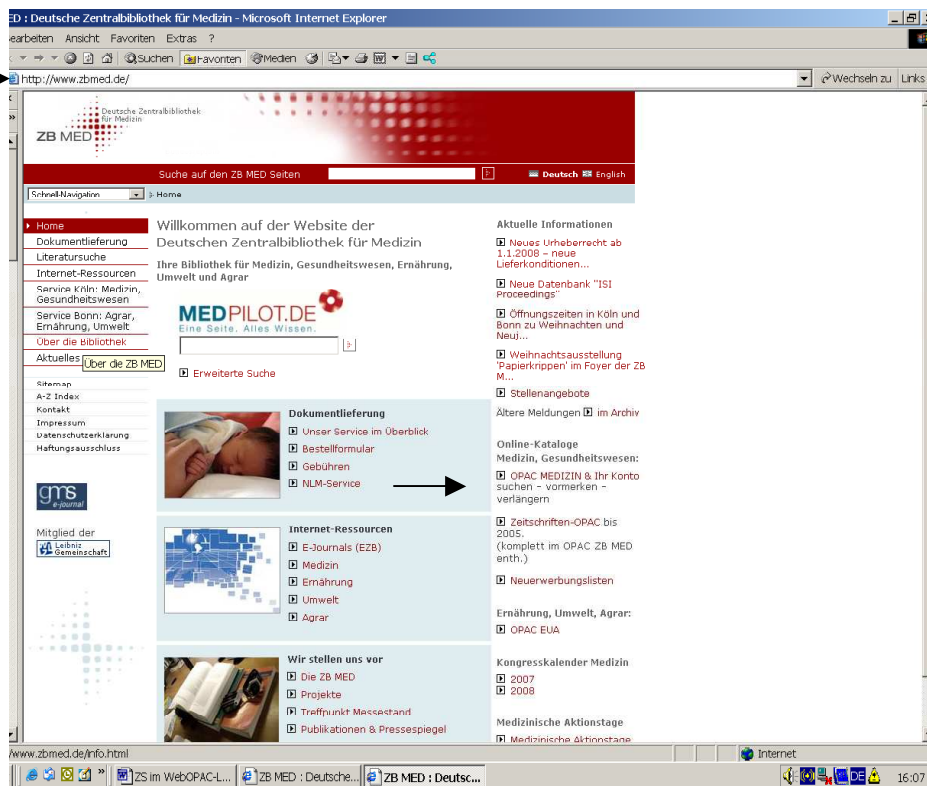 ED : Deutsche Zentralbibliothek für Medizin - Microsoft Internet Explorer
earbeiten Ansicht Favoriten Extras ?
Suchen Favoriten Medien
http://www.zbmed.de/
Wechseln zu Links
Deutsche Zentralbibliothek
für Medizin
ZB MED
Suche auf den ZB MED Seiten
Deutsch English
Schnell-Navigation
Home
Home
Dokumentlieferung
Literatursuche
Internet-Ressourcen
Service Köln: Medizin,
Gesundheitswesen
Service Bonn: Agrar,
Ernährung, Umwelt
Über die Bibliothek
Aktuelles
Über die ZB MED
Sitemap
A-Z Index
Kontakt
Impressum
Datenschutzerklärung
Haftungsausschluss
gms
e-journal
Mitglied der
Leibniz
Gemeinschaft
Willkommen auf der Website der
Deutschen Zentralbibliothek für Medizin
Ihre Bibliothek für Medizin, Gesundheitswesen, Ernährung,
Umwelt und Agrar
MEDPILOT.DE
Eine Seite. Alles Wissen.
Erweiterte Suche
Dokumentlieferung
Unser Service im Überblick
Bestellformular
Gebühren
NLM-Service
Internet-Ressourcen
E-Journals (EZB)
Medizin
Ernährung
Umwelt
Agrar
Wir stellen uns vor
Die ZB MED
Projekte
Treffpunkt Messestand
Publikationen & Pressespiegel
Aktuelle Informationen
Neues Urheberrecht ab
1.1.2008 - neue
Lieferkonditionen...
Neue Datenbank "ISI
Proceedings"
Öffnungszeiten in Köln und
Bonn zu Weihnachten und
Neuj...
Weihnachtsausstellung
'Papierkrippen' im Foyer der ZB
M...
Stellenangebote
Ältere Meldungen im Archiv
Online-Kataloge
Medizin, Gesundheitswesen:
OPAC MEDIZIN & Ihr Konto
suchen - vormerken -
verlängern
Zeitschriften-OPAC bis
2005.
(komplett im OPAC ZB MED
enth.)
Neuerwerbungslisten
Ernährung, Umwelt, Agrar:
OPAC EUA
Kongresskalender Medizin
2007
2008
Medizinische Aktionstage
Medizinische Aktionstage
/www.zbmed.de/info.html
Internet
ZS im WebOPAC-L...
ZB MED : Deutsche...
ZB MED : Deutsc...
DE
16:07